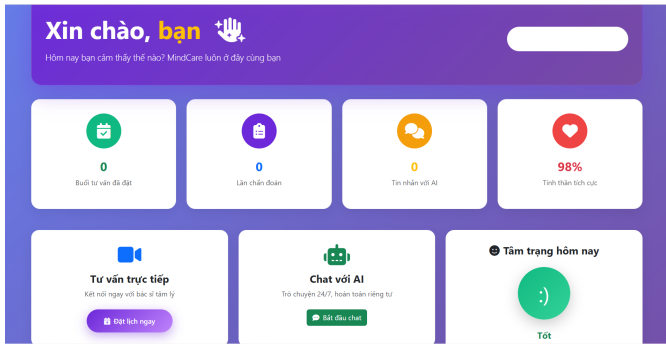 Xin chào, bạn
Hôm nay bạn cảm thấy thế nào? MindCare luôn ở đây cùng bạn
0
Buổi tư vấn đã đặt
0
Lần chẩn đoán
0
Tin nhắn với AI
98%
Tinh thần tích cực
Tư vấn trực tiếp
Kết nối ngay với bác sĩ tâm lý
Đặt lịch ngay
Chat với AI
Trò chuyện 24/7, hoàn toàn riêng tư
Bắt đầu chat
Tâm trạng hôm nay
:)
Tốt